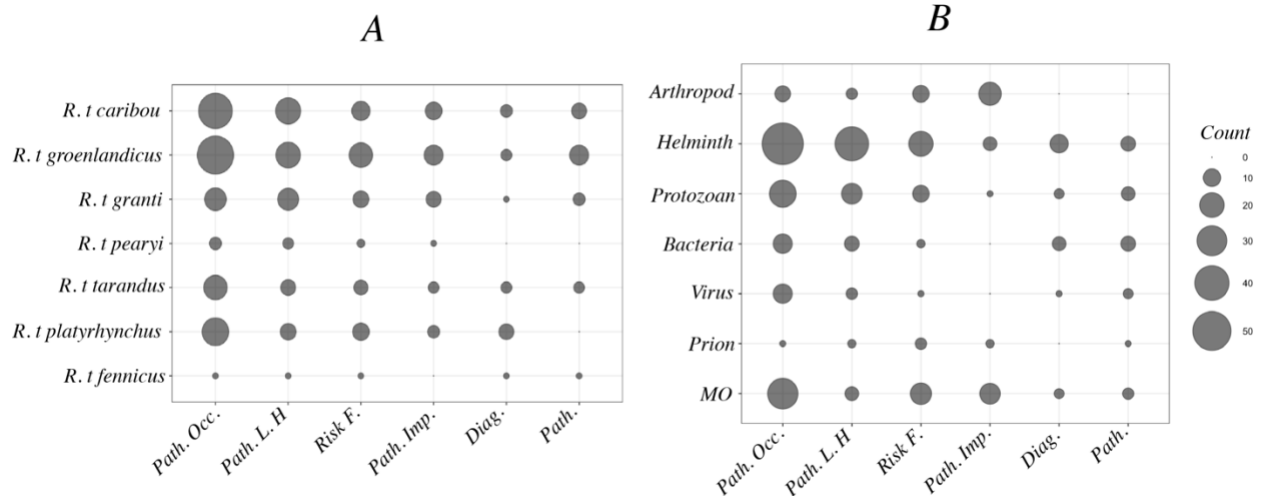 A
R. t caribou
R. t groenlandicus
R. t granti
R. t pearyi
R. t tarandus
R. t platyrhynchus
R. t fennicus
Path. Occ.
Path. L. H
Risk F.
Path. Imp.
Diag.
Path.
B
Arthropod
Helminth
Protozoan
Bacteria
Virus
Prion
MO
Path. Occ.
Path. L. H
Risk F.
Path. Imp.
Diag.
Path.
Count
0
10
20
30
40
50